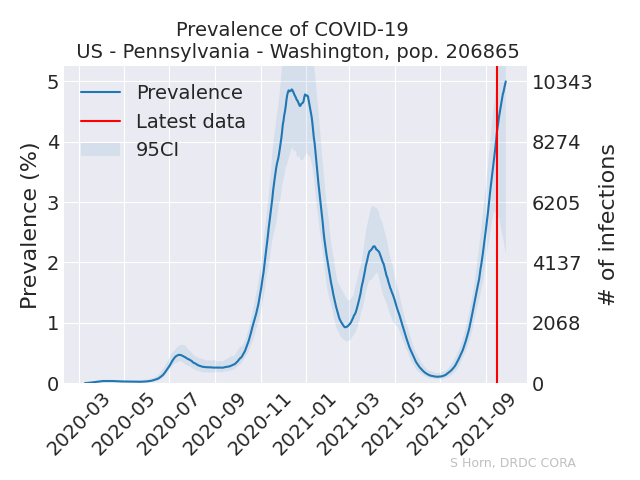 Prevalence of COVID-19
US - Pennsylvania - Washington, pop. 206865
Prevalence
Latest data
95CI
Prevalence (%)
5
4
3
2
1
0
10343
8274
6205
4137
2068
0
# of infections
2020-03
2020-05
2020-07
2020-09
2020-11
2021-01
2021-03
2021-05
2021-07
2021-09
S Horn, DRDC CORA